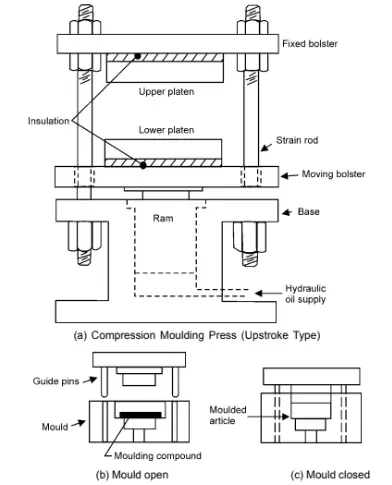 Fixed bolster
Upper platen
Insulation
Lower platen
Strain rod
Moving bolster
Base
Ram
Hydraulic
oil supply
(a) Compression Moulding Press (Upstroke Type)
Guide pins
Mould
Moulding compound
Moulded
article
(b) Mould open
(c) Mould closed